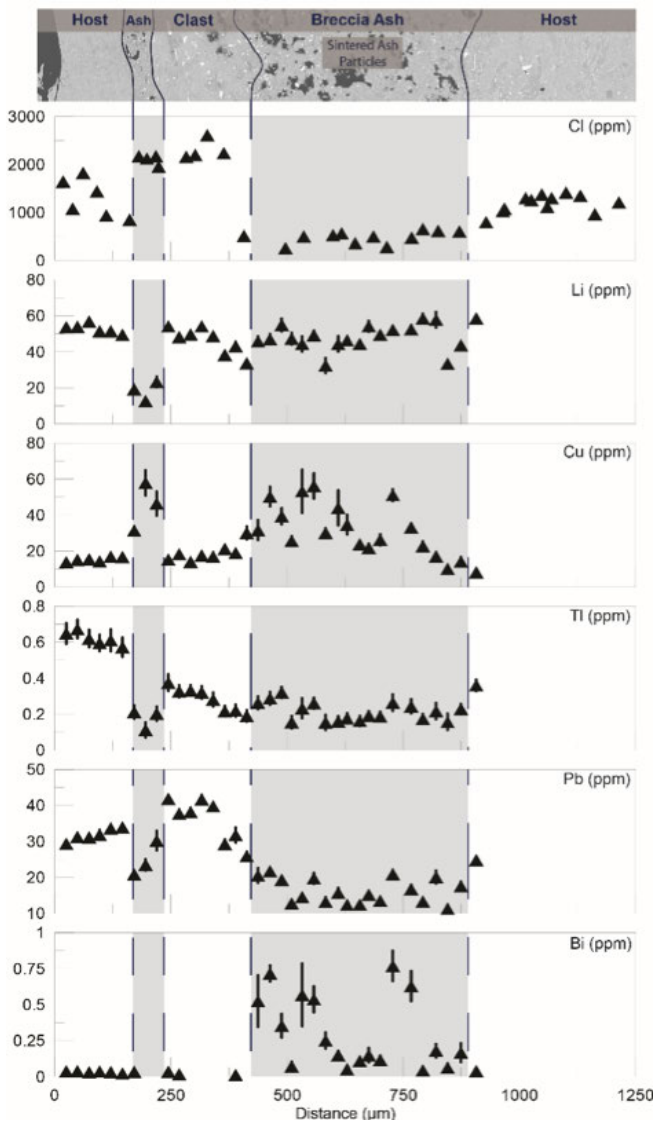 Host Ash Clast Breccia Ash Host
Sintered Ash
Particles
3000
2000
1000
0
Cl (ppm)
80
60
40
20
0
Li (ppm)
80
60
40
20
0
Cu (ppm)
0.8
0.6
0.4
0.2
0
Tl (ppm)
50
40
30
20
10
Pb (ppm)
1
0.75
0.5
0.25
0
Bi (ppm)
0 250 500 750 1000 1250
Distance (µm)